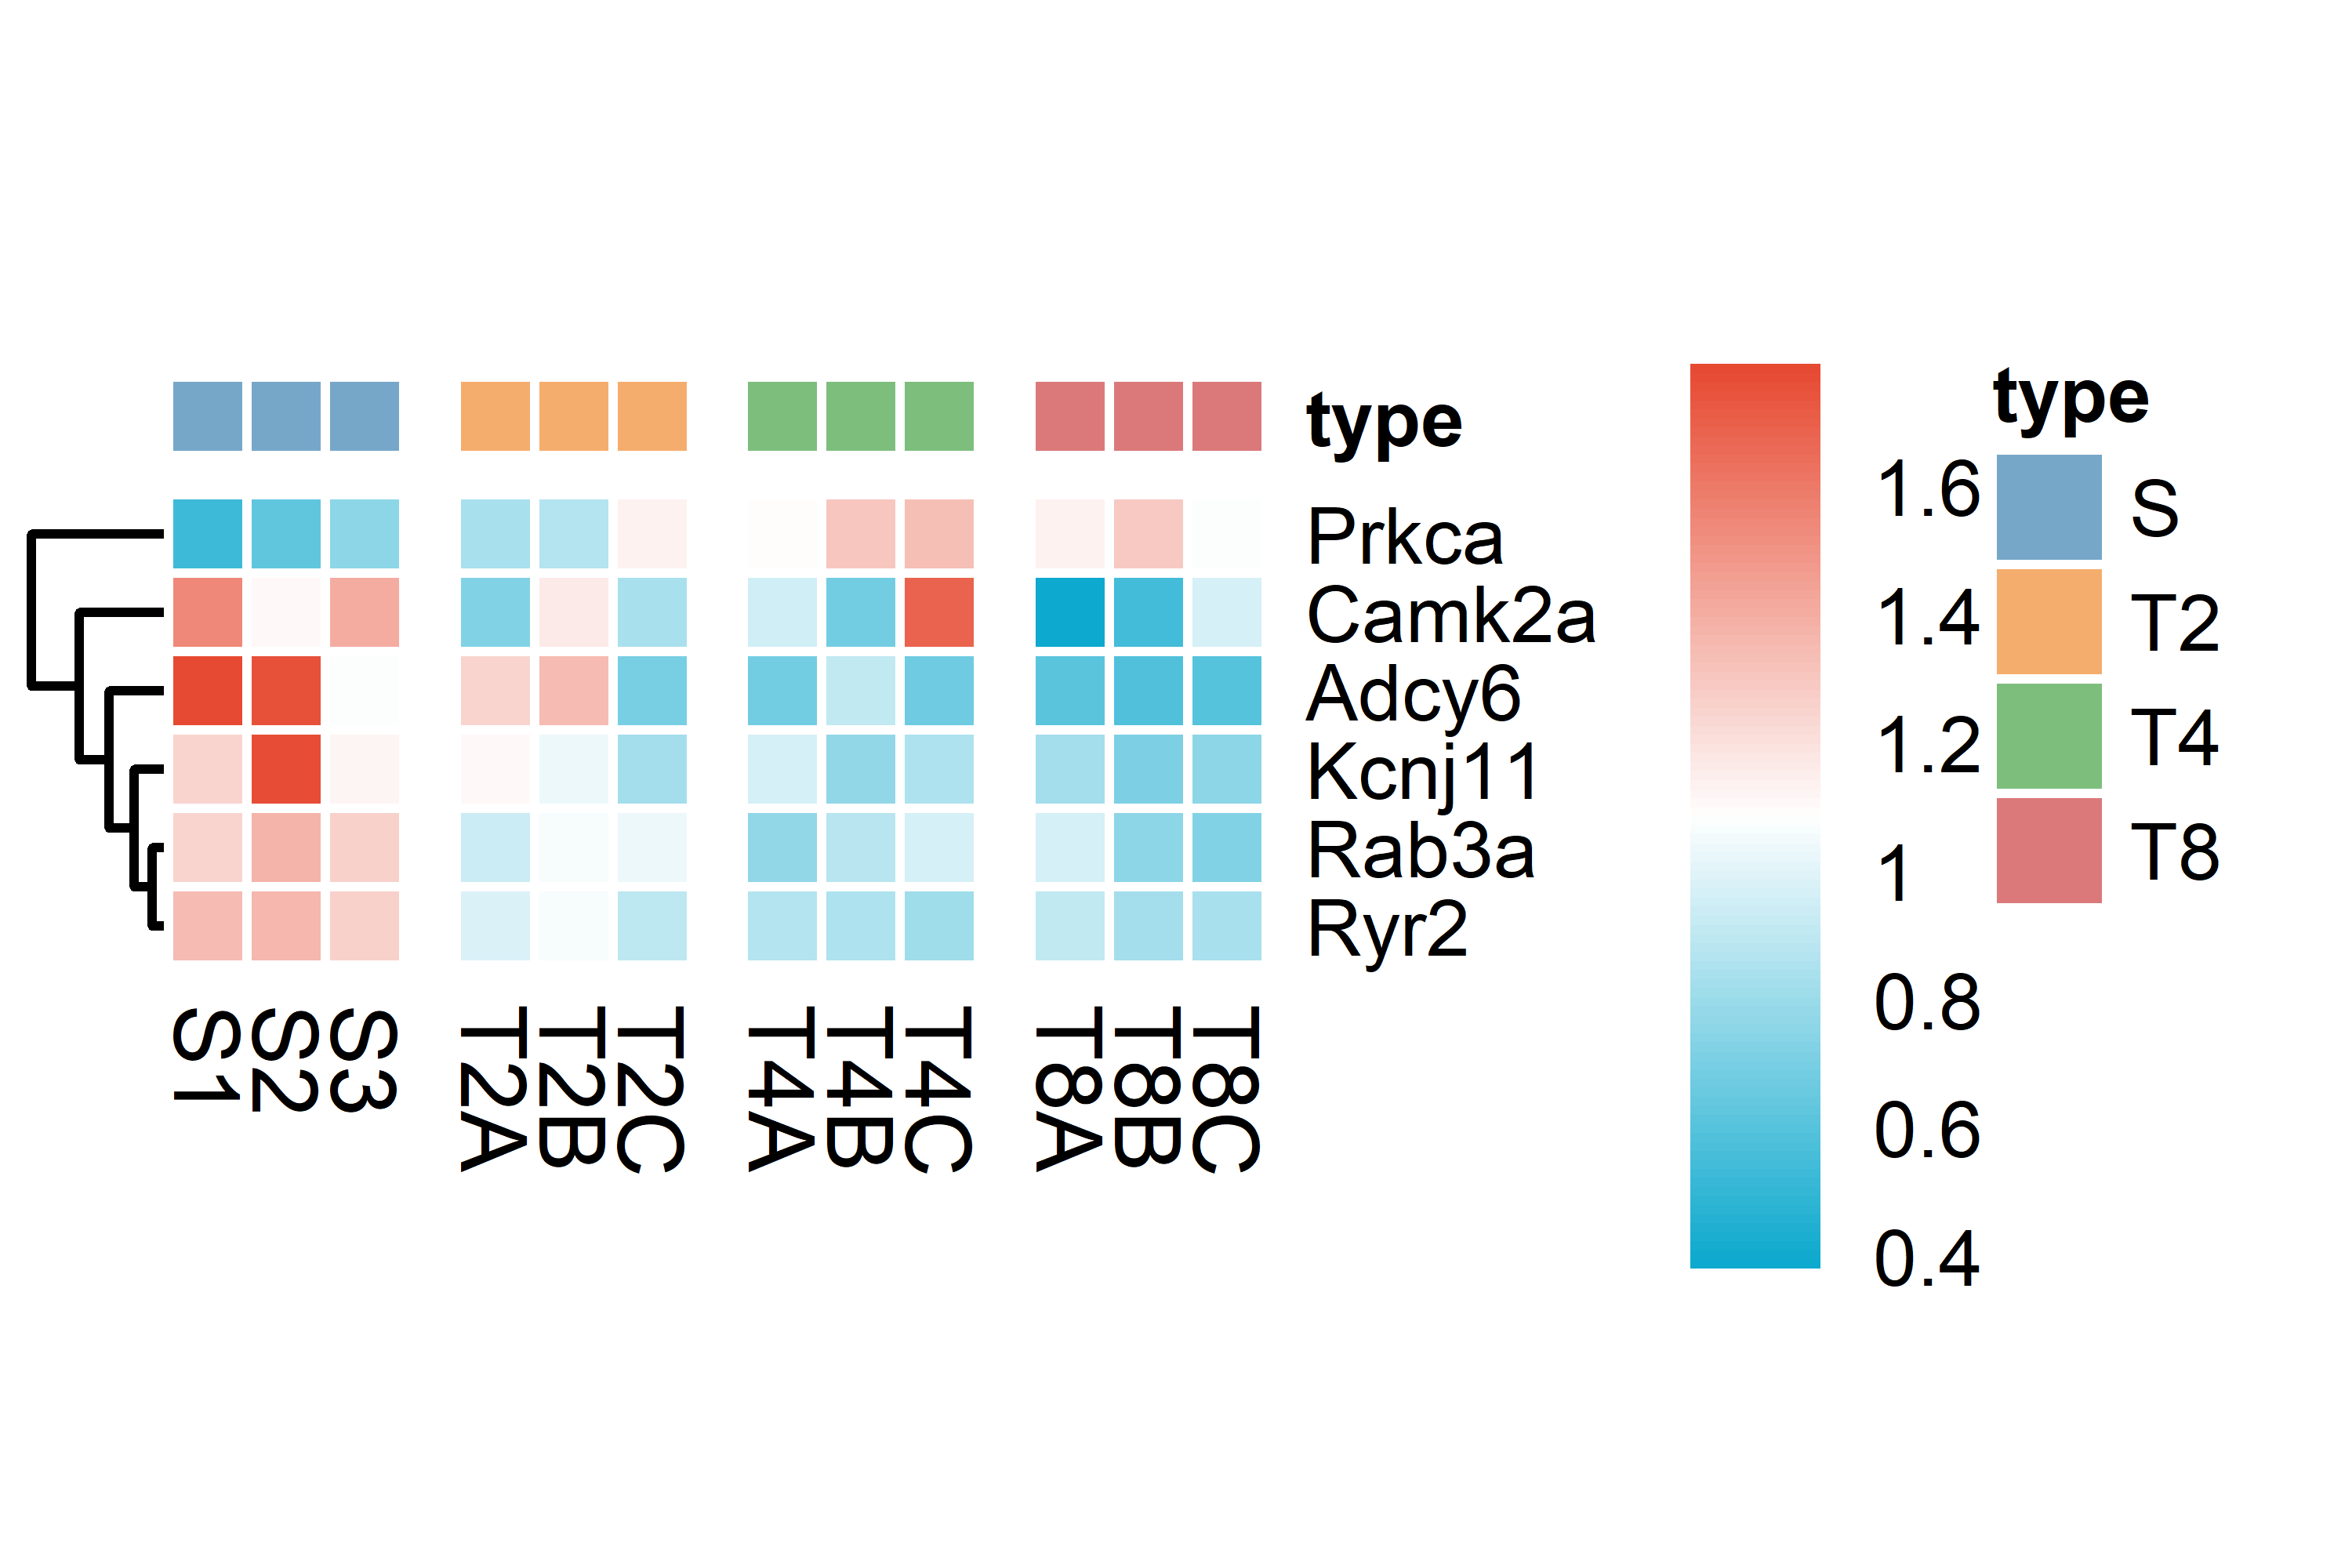 type
Prkca
Camk2a
Adcy6
Kcnj11
Rab3a
Ryr2
S1
S2
S3
T2A
T2B
T2C
T4A
T4B
T4C
T8A
T8B
T8C
1.6
1.4
1.2
1
0.8
0.6
0.4
type
S
T2
T4
T8